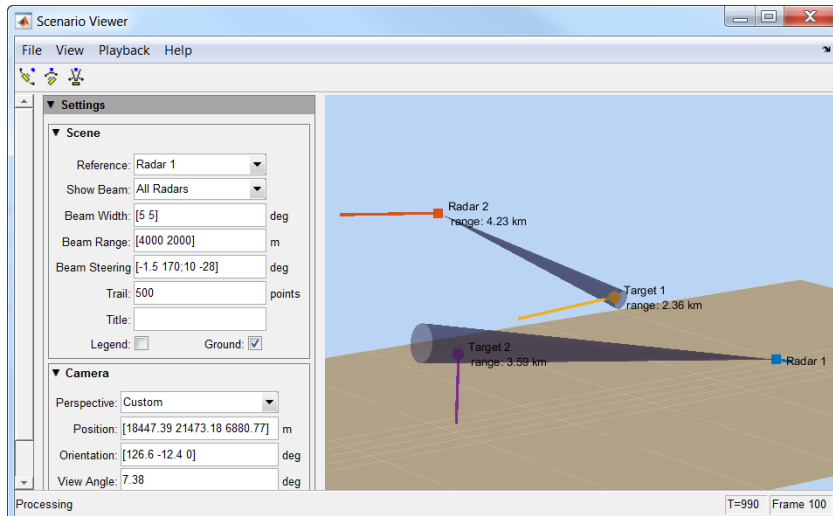 Scenario Viewer
File View Playback Help
▼ Settings
▼ Scene
Reference: Radar 1
Show Beam: All Radars
Beam Width: [5 5] deg
Beam Range: [4000 2000] m
Beam Steering [-1.5 170;10 -28] deg
Trail: 500 points
Title:
Legend: Ground:
▼ Camera
Perspective: Custom
Position: [18447.39 21473.18 6880.77] m
Orientation: [126.6 -12.4 0] deg
View Angle: 7.38 deg
Radar 2
range: 4.23 km
Target 1
range: 2.36 km
Target 2
range: 3.59 km
Radar 1
Processing
T=990 Frame 100